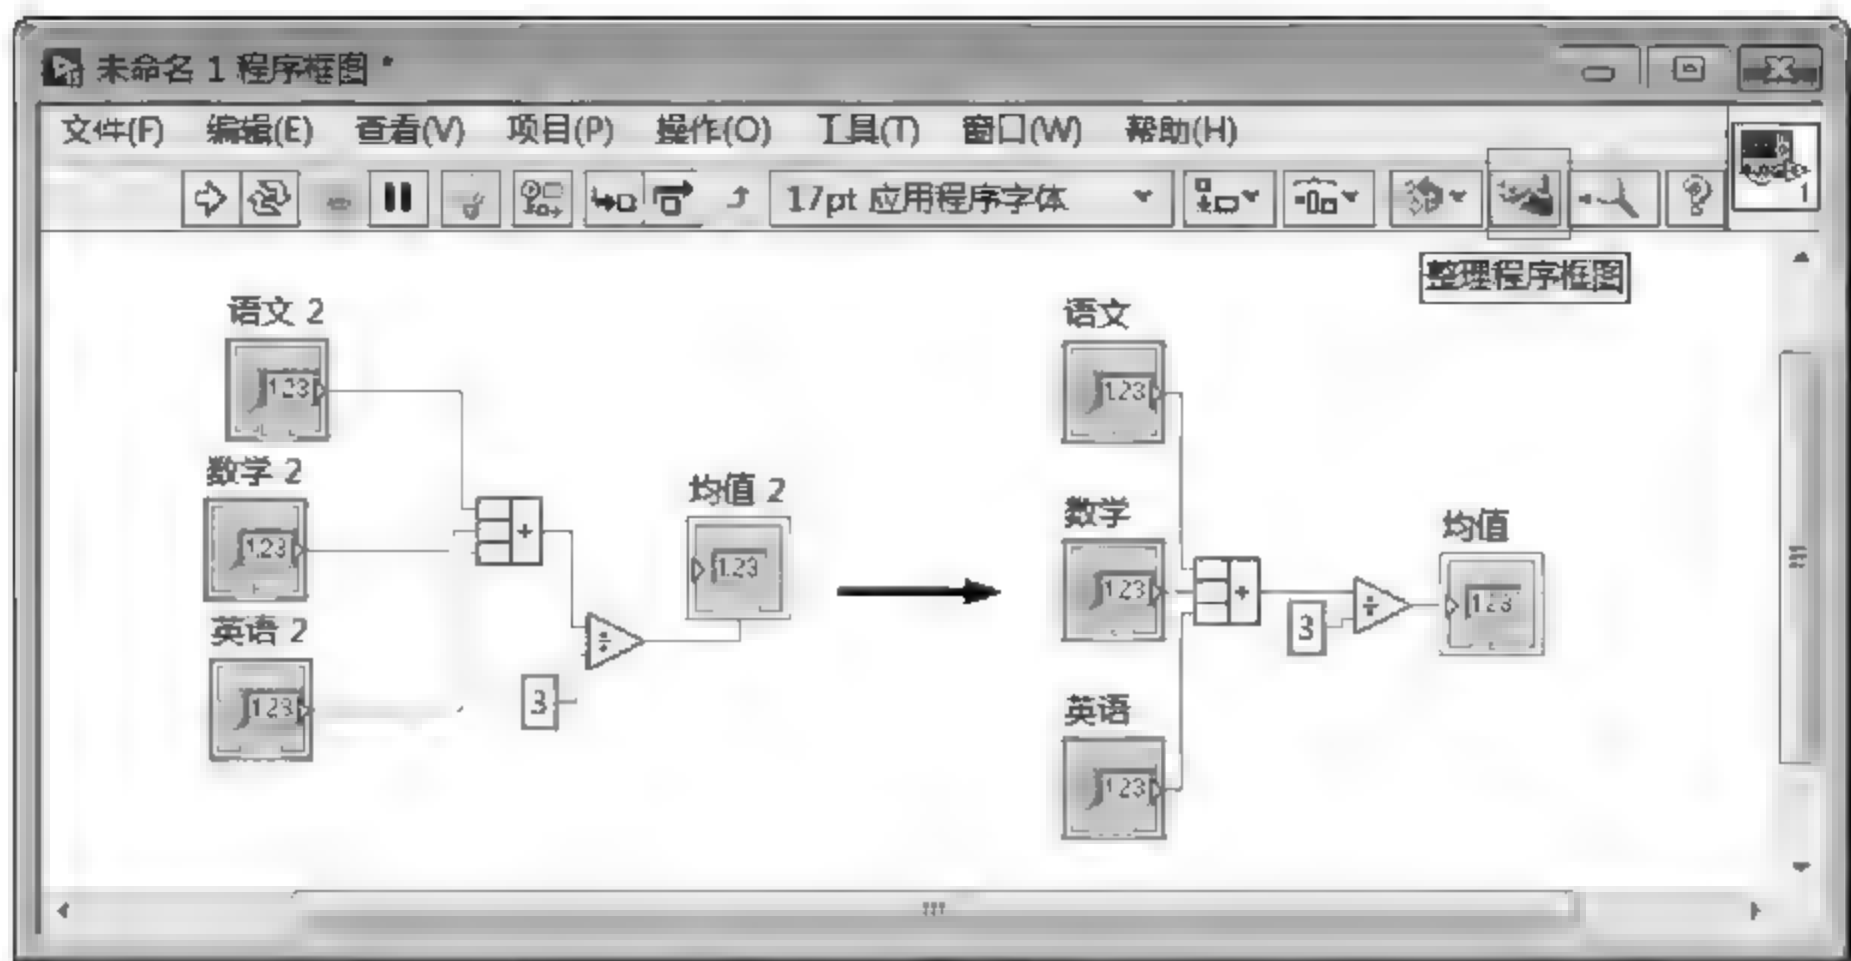 未命名 1 程序框图 *
文件(F) 编辑(E) 查看(V) 项目(P) 操作(O) 工具(T) 窗口(W) 帮助(H)
17pt 应用程序字体
1
整理程序框图
语文 2
1.23
数学 2
1.23
英语 2
1.23
+
÷
3
均值 2
1.23
语文
1.23
数学
1.23
英语
1.23
+
3
÷
均值
1.23